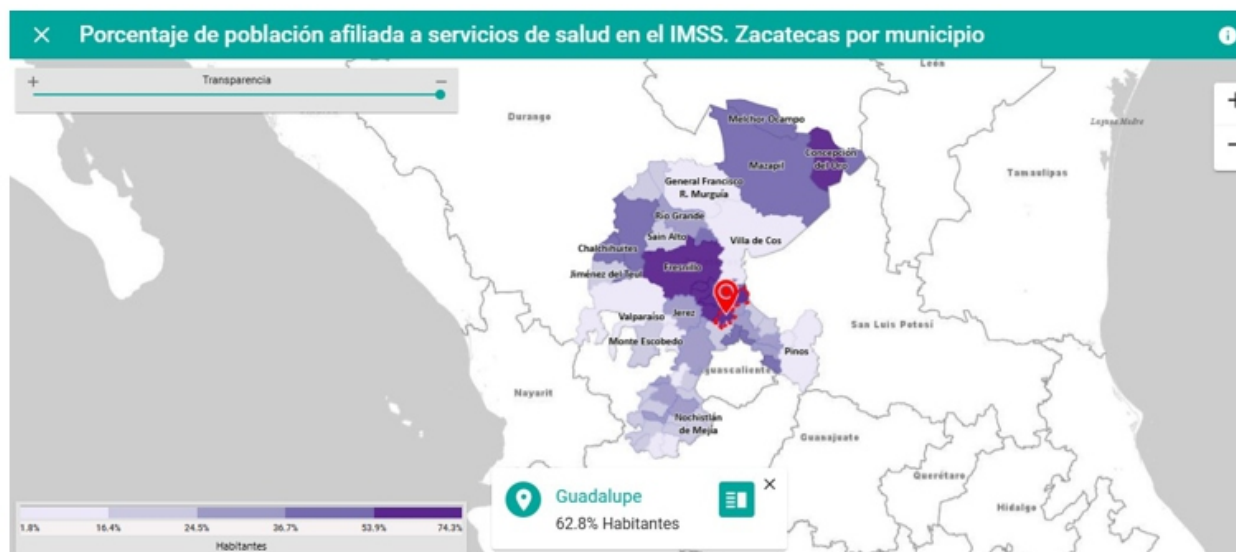 Porcentaje de población afiliada a servicios de salud en el IMSS. Zacatecas por municipio
+ Transparencia −
León
Durango
Laguna Madre
Melchor Ocampo
Concepción
del Oro
Mazapil
Tamaulipas
General Francisco
R. Murguía
Rio Grande
Sain Alto
Villa de Cos
Chalchihuites
Fresnillo
Jiménez del Teul
Valparaíso
Jerez
San Luis Potosí
Monte Escobedo
Pinos
guascaliente
Nayarit
Nochistlán
de Mejía
Guanajuato
Querétaro
Hidalgo
Guadalupe
62.8% Habitantes
1.8% 16.4% 24.5% 36.7% 53.9% 74.3%
Habitantes